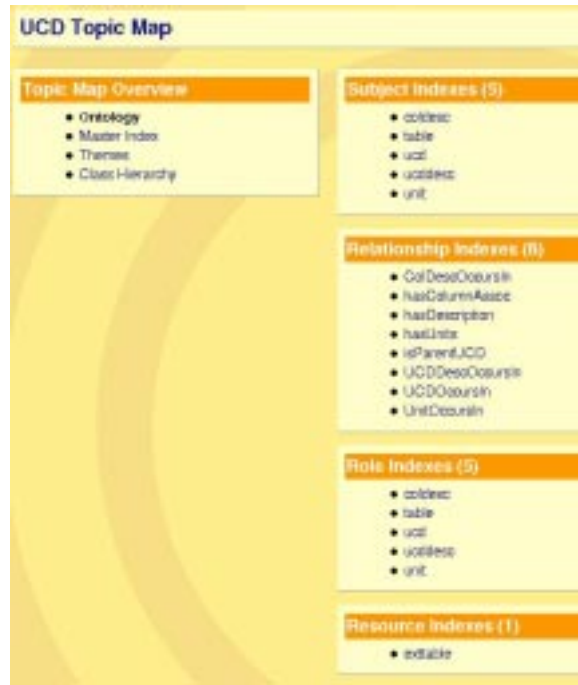 UCD Topic Map
Topic Map Overview
Ontology
Master Index
Themes
Class Hierarchy
Subject Indexes (5)
coldesc
table
ucd
ucddesc
unit
Relationship Indexes (8)
ColDescOccursIn
hasColumnAssoc
hasDescription
hasUnits
isParentUCD
UCDDescOccursIn
UCDOccursIn
UnitOccursIn
Role Indexes (5)
coldesc
table
ucd
ucddesc
unit
Resource Indexes (1)
extable